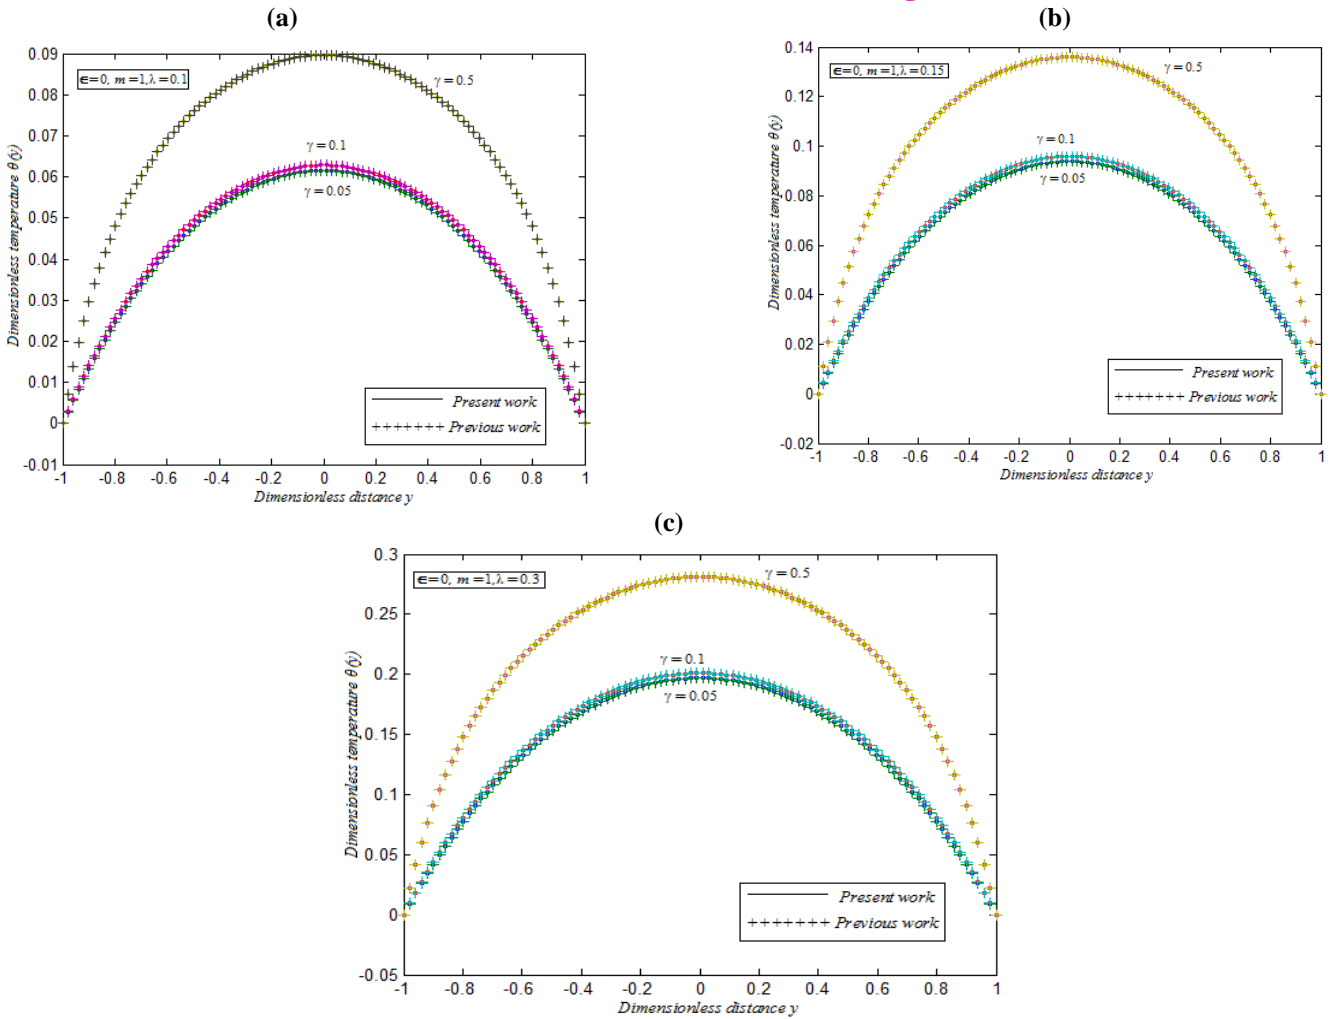 (a)
0.09
0.08
0.07
0.06
0.05
0.04
0.03
0.02
0.01
0
-0.01
Dimensionless temperature θ(y)
ϵ=0, m=1,λ=0.1
γ=0.5
γ=0.1
γ=0.05
Present work
+++++++ Previous work
-1 -0.8 -0.6 -0.4 -0.2 0 0.2 0.4 0.6 0.8 1
Dimensionless distance y
(b)
0.14
0.12
0.1
0.08
0.06
0.04
0.02
0
-0.02
Dimensionless temperature θ(y)
ϵ=0, m=1,λ=0.15
γ=0.5
γ=0.1
γ=0.05
Present work
+++++++ Previous work
-1 -0.8 -0.6 -0.4 -0.2 0 0.2 0.4 0.6 0.8 1
Dimensionless distance y
(c)
0.3
0.25
0.2
0.15
0.1
0.05
0
-0.05
Dimensionless temperature θ(y)
ϵ=0, m=1,λ=0.3
γ=0.5
γ=0.1
γ=0.05
Present work
+++++++ Previous work
-1 -0.8 -0.6 -0.4 -0.2 0 0.2 0.4 0.6 0.8 1
Dimensionless distance y